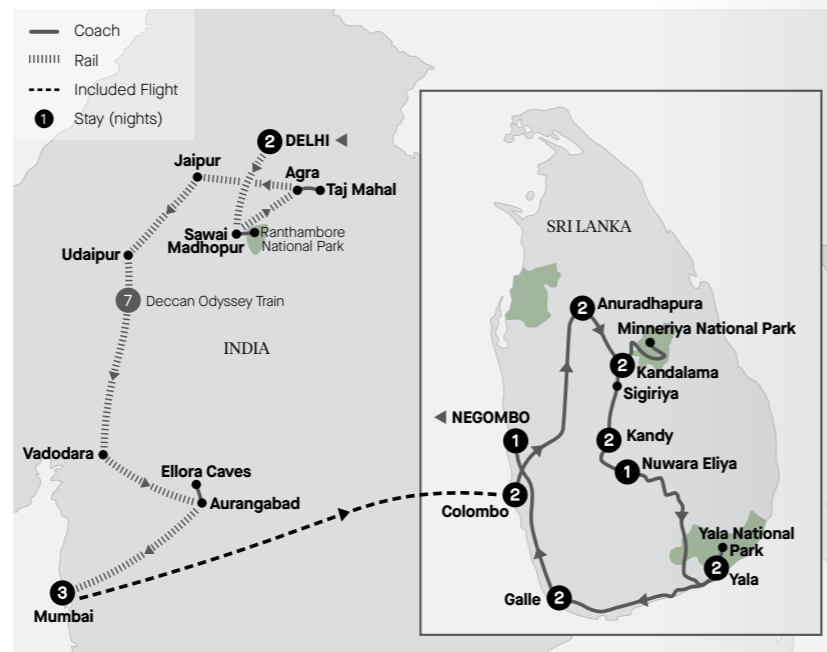 Coach
Rail
Included Flight
1 Stay (nights)
2 DELHI
Jaipur
Agra
Taj Mahal
Sawai
Madhopur
Ranthambore
National Park
Udaipur
7 Deccan Odyssey Train
INDIA
Vadodara
Ellora Caves
Aurangabad
3
Mumbai
SRI LANKA
2 Anuradhapura
Minneriya National Park
2
Kandalama
Sigiriya
NEGOMBO
1
2 Kandy
1 Nuwara Eliya
2
Colombo
Yala National
Park
2
Yala
Galle 2